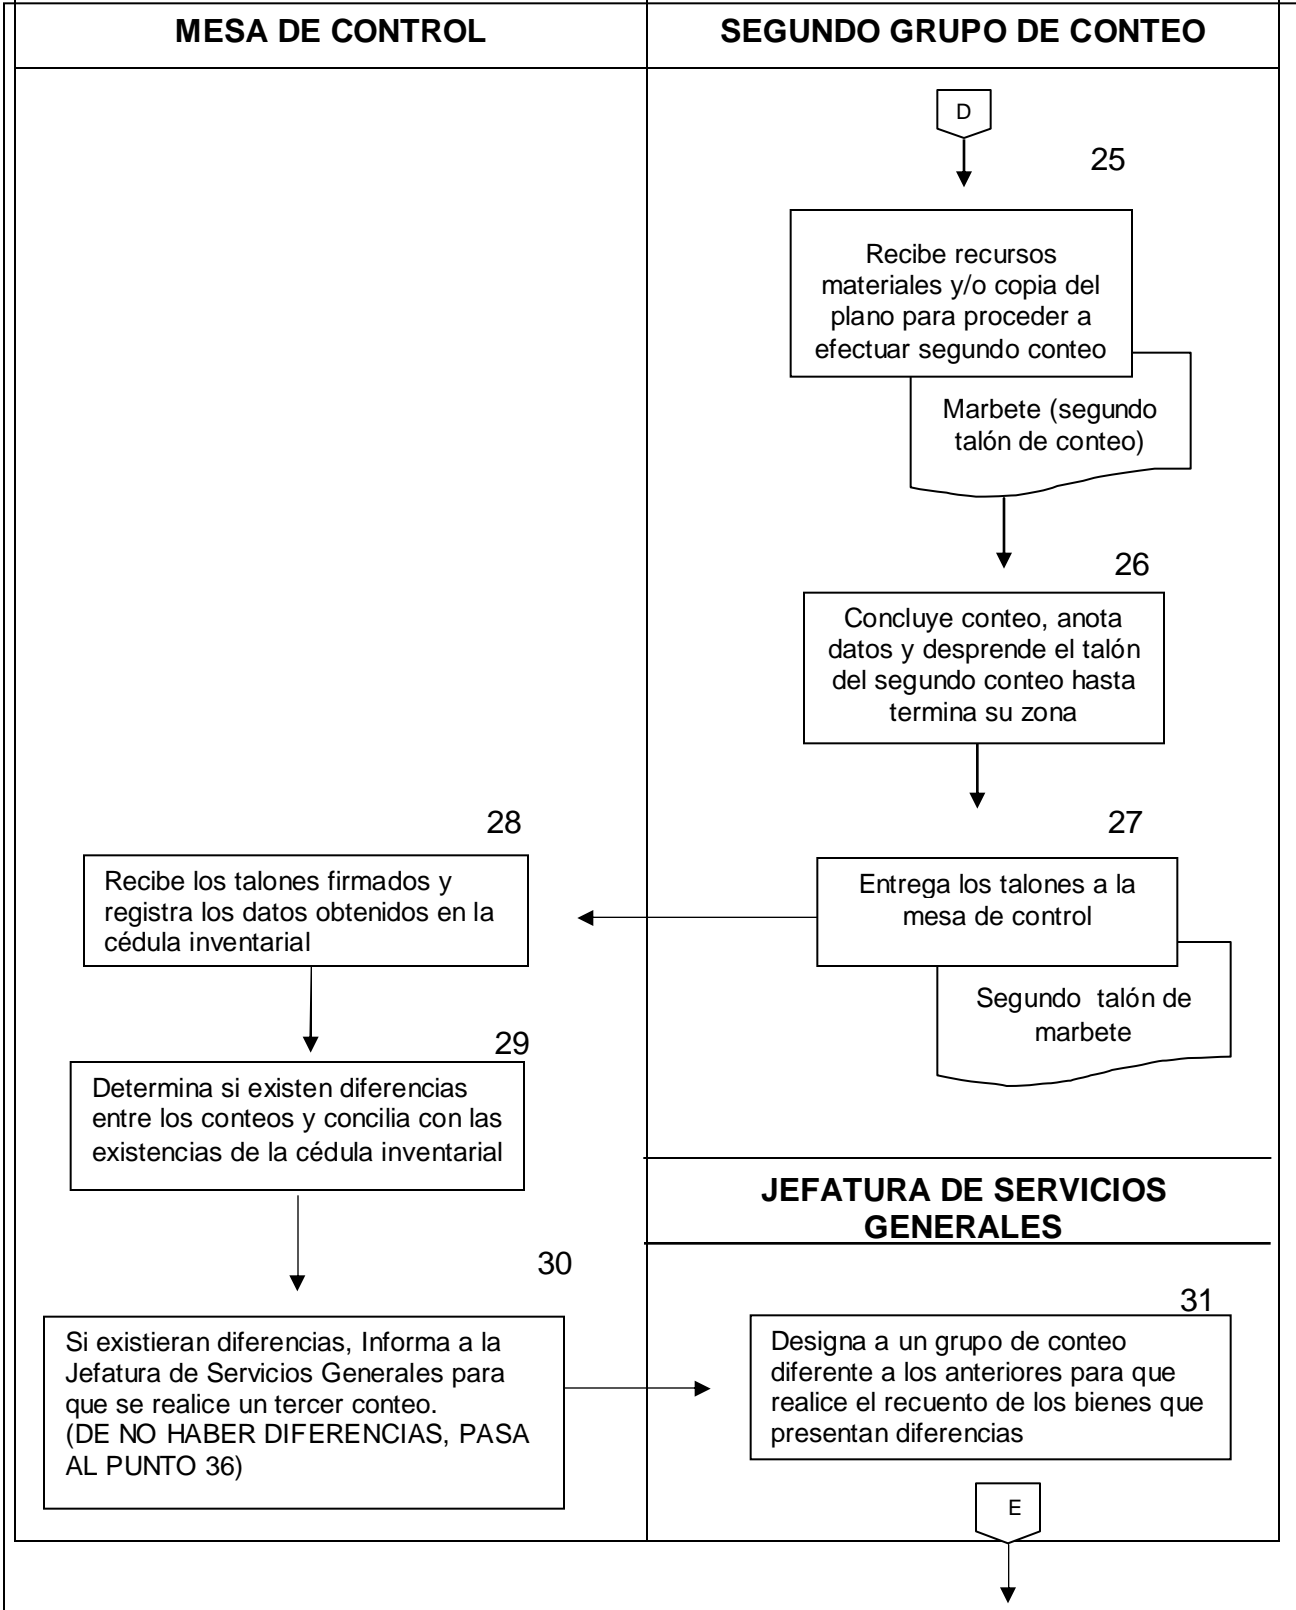 MESA DE CONTROL
SEGUNDO GRUPO DE CONTEO
D
25
Recibe recursos
materiales y/o copia del
plano para proceder a
efectuar segundo conteo
Marbete (segundo
talón de conteo)
26
Concluye conteo, anota
datos y desprende el talón
del segundo conteo hasta
termina su zona
27
Entrega los talones a la
mesa de control
Segundo talón de
marbete
28
Recibe los talones firmados y
registra los datos obtenidos en la
cédula inventarial
29
Determina si existen diferencias
entre los conteos y concilia con las
existencias de la cédula inventarial
30
Si existieran diferencias, Informa a la
Jefatura de Servicios Generales para
que se realice un tercer conteo.
(DE NO HABER DIFERENCIAS, PASA
AL PUNTO 36)
JEFATURA DE SERVICIOS
GENERALES
31
Designa a un grupo de conteo
diferente a los anteriores para que
realice el recuento de los bienes que
presentan diferencias
E